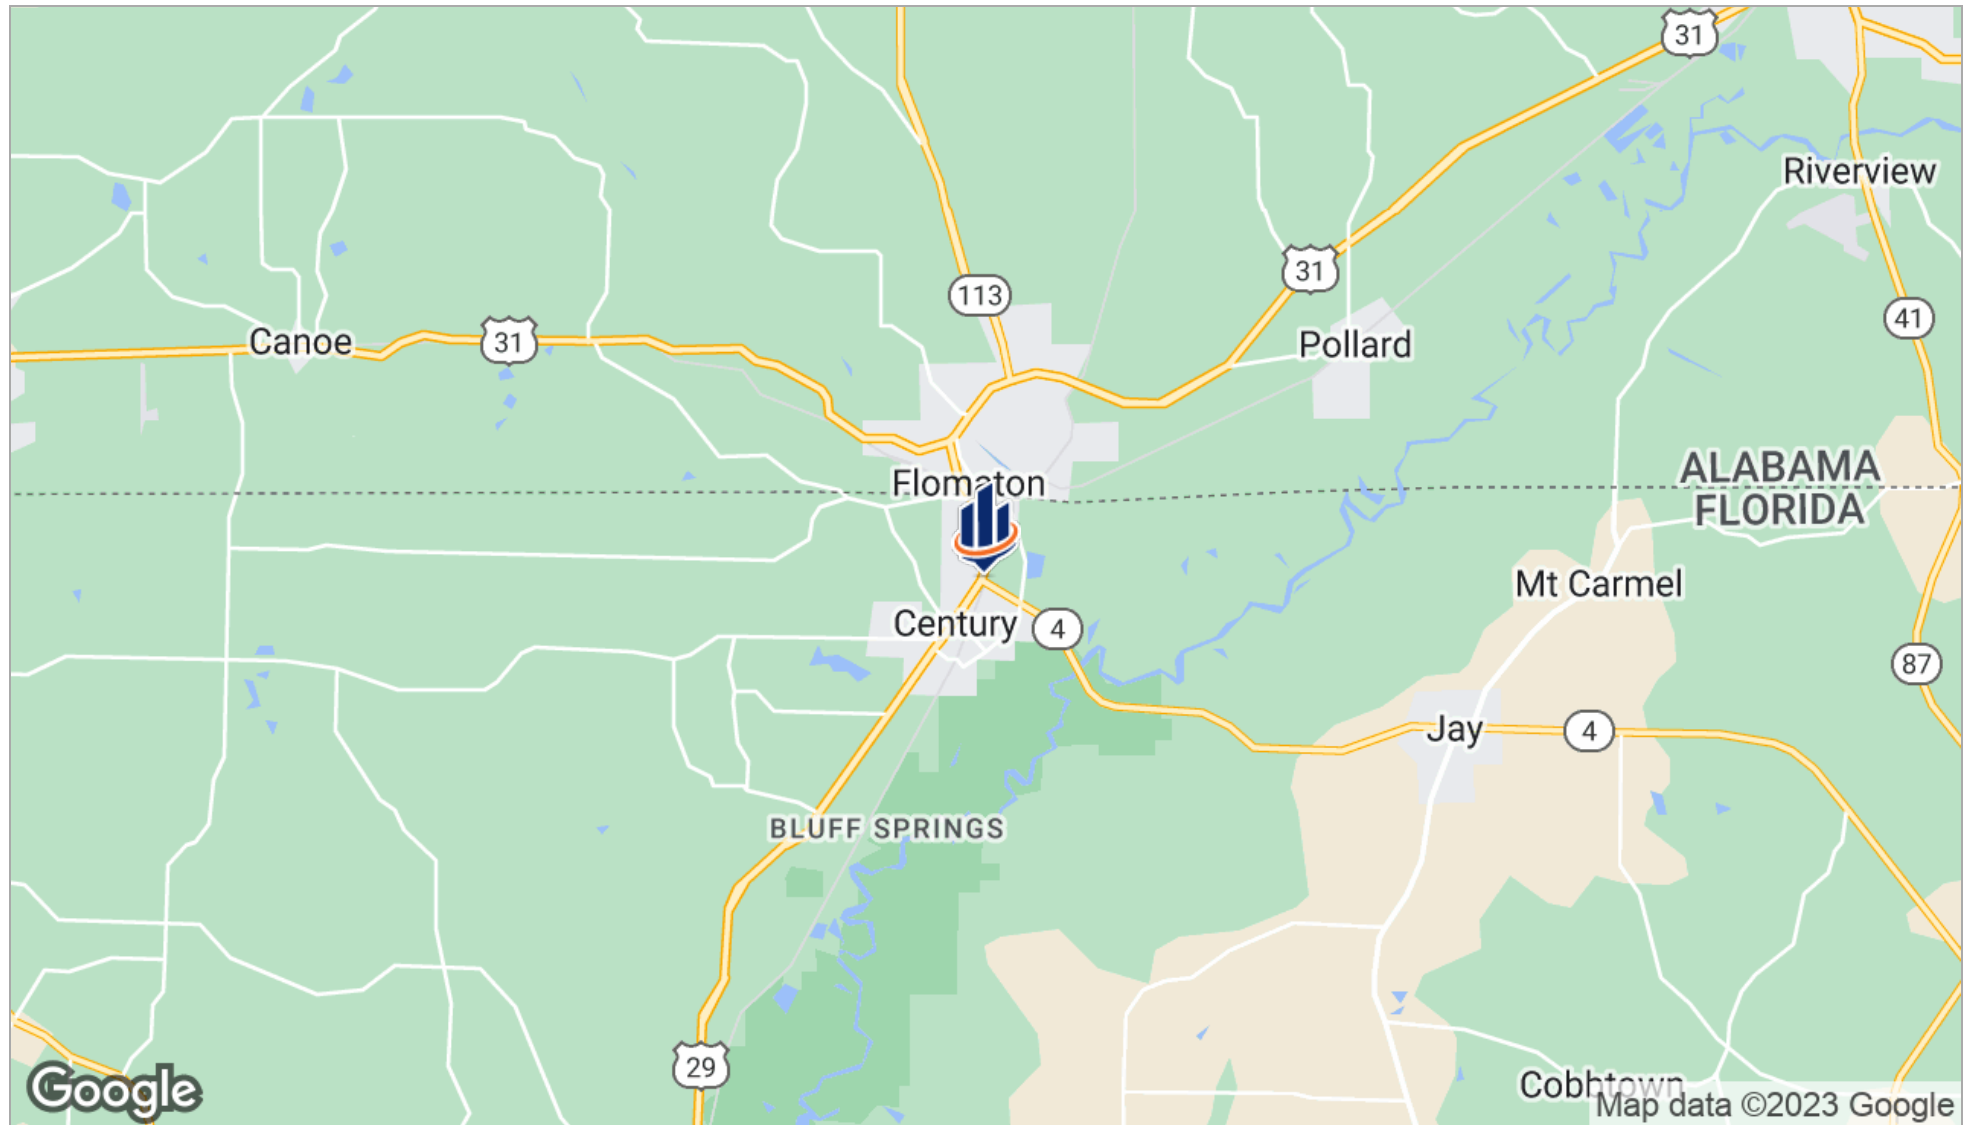 31
Riverview
31
113
41
Canoe
31
Pollard
ALABAMA
FLORIDA
Flomaton
Mt Carmel
Century
4
87
Jay
4
BLUFF SPRINGS
29
Cobbtown
Google
Map data ©2023 Google